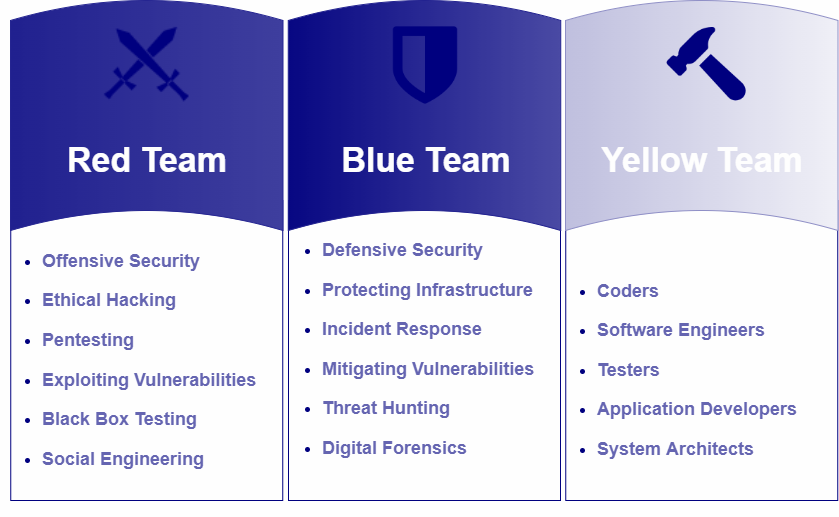 Red Team
Offensive Security
Ethical Hacking
Pentesting
Exploiting Vulnerabilities
Black Box Testing
Social Engineering
Blue Team
Defensive Security
Protecting Infrastructure
Incident Response
Mitigating Vulnerabilities
Threat Hunting
Digital Forensics
Yellow Team
Coders
Software Engineers
Testers
Application Developers
System Architects